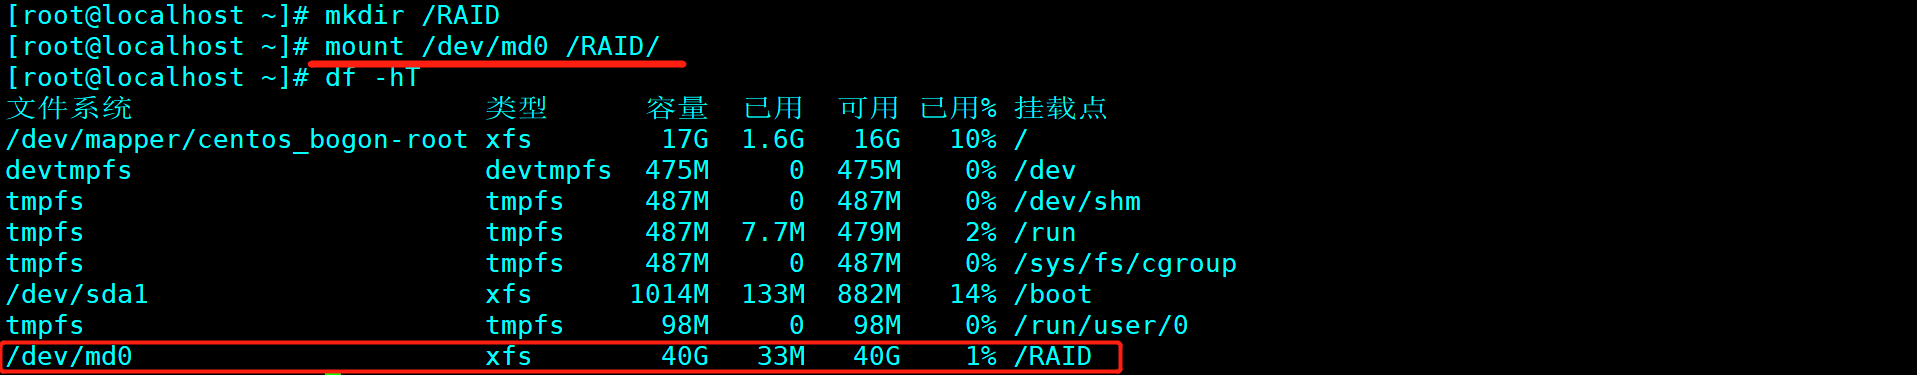 [root@localhost ~]# mkdir /RAID
[root@localhost ~]# mount /dev/md0 /RAID/
[root@localhost ~]# df -hT
文件系统 类型 容量 已用 可用 已用% 挂载点
/dev/mapper/centos_bogon-root xfs 17G 1.6G 16G 10% /
devtmpfs devtmpfs 475M 0 475M 0% /dev
tmpfs tmpfs 487M 0 487M 0% /dev/shm
tmpfs tmpfs 487M 7.7M 479M 2% /run
tmpfs tmpfs 487M 0 487M 0% /sys/fs/cgroup
/dev/sda1 xfs 1014M 133M 882M 14% /boot
tmpfs tmpfs 98M 0 98M 0% /run/user/0
/dev/md0 xfs 40G 33M 40G 1% /RAID